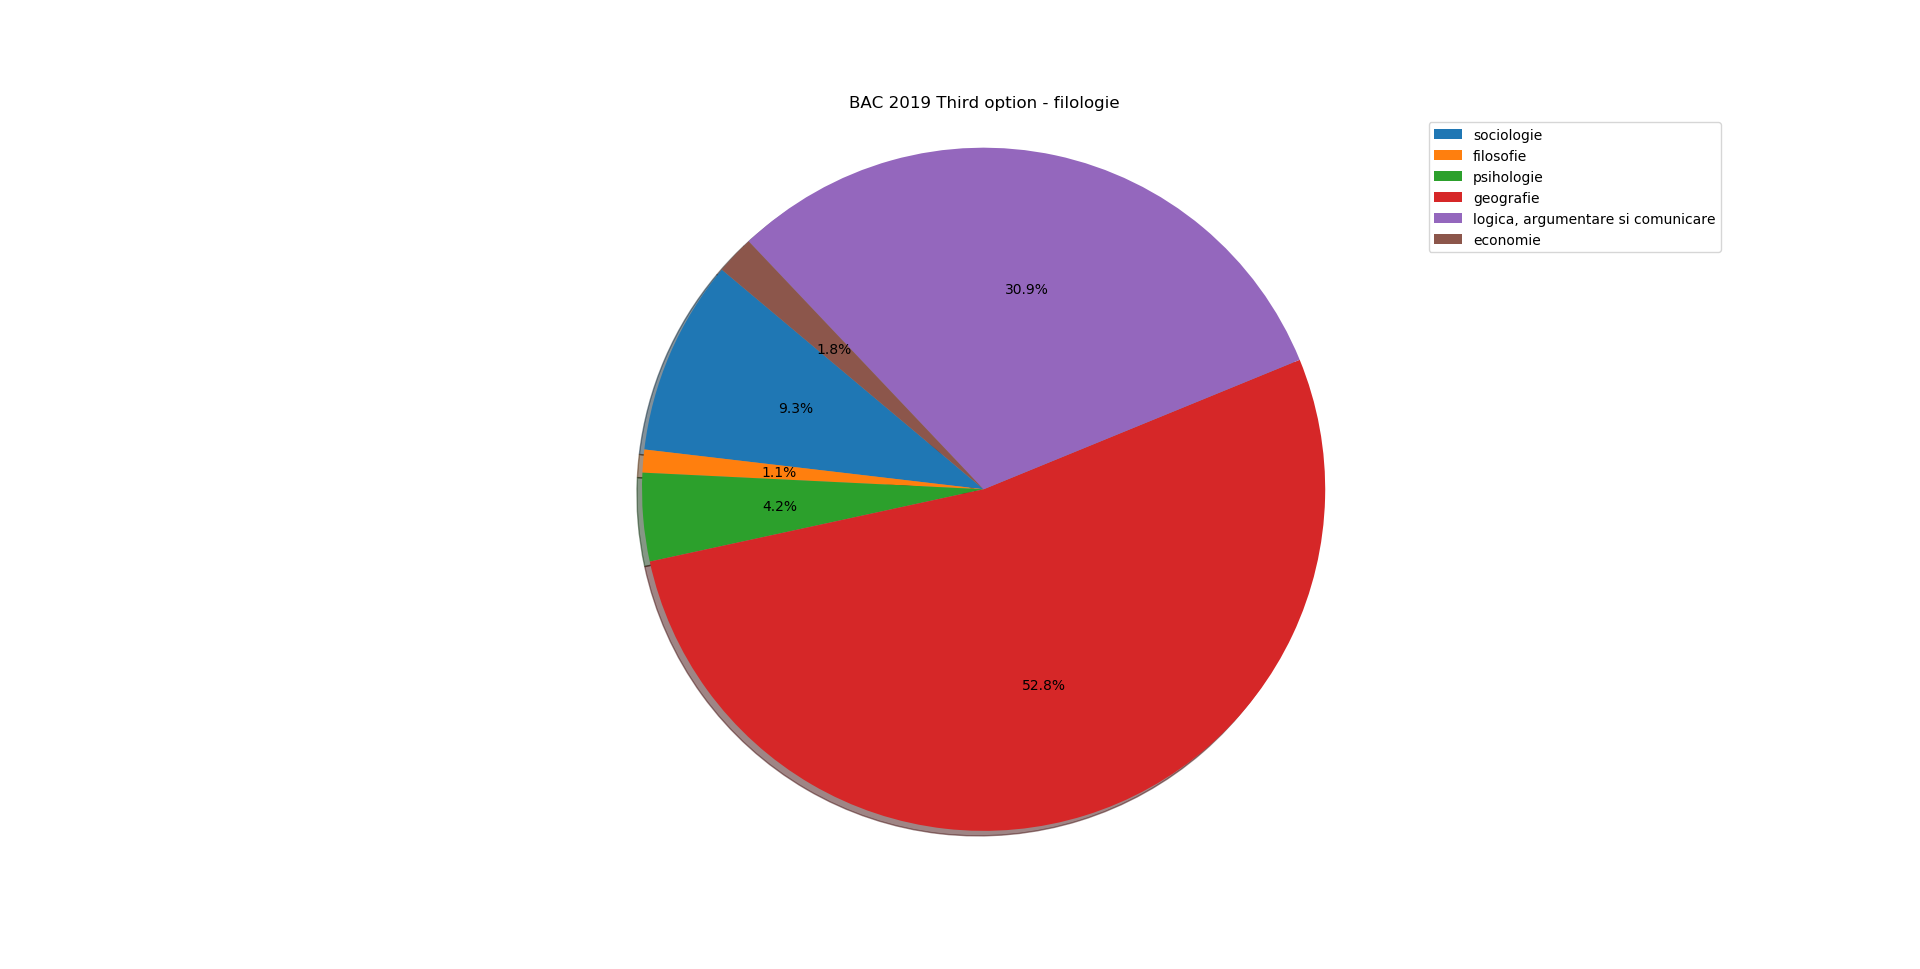 BAC 2019 Third option - filologie
sociologie
filosofie
psihologie
geografie
logica, argumentare si comunicare
economie
30.9%
1.8%
9.3%
1.1%
4.2%
52.8%